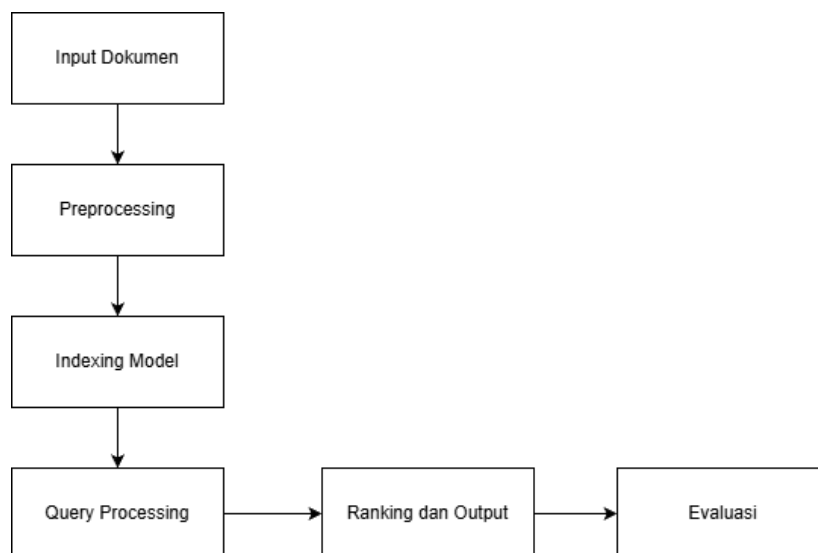 Input Dokumen
Preprocessing
Indexing Model
Query Processing
Ranking dan Output
Evaluasi